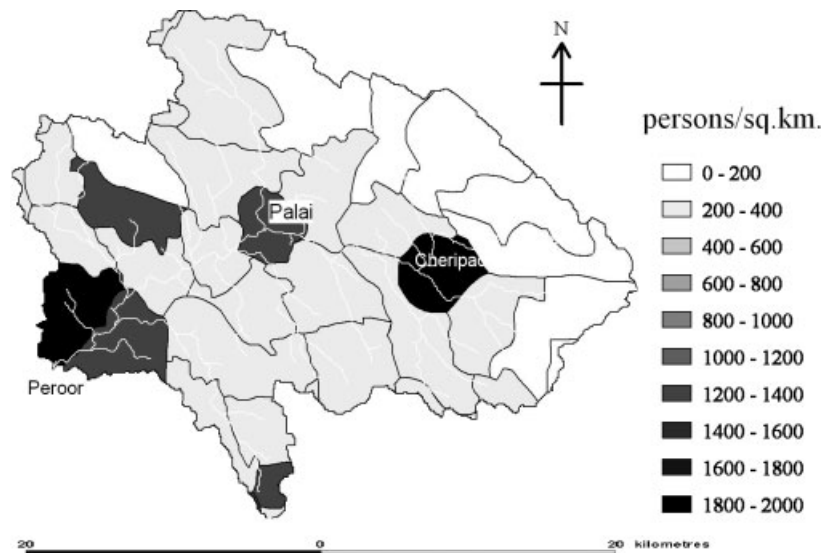 N
persons/sq.km.
0 - 200
200 - 400
400 - 600
600 - 800
800 - 1000
1000 - 1200
1200 - 1400
1400 - 1600
1600 - 1800
1800 - 2000
Palai
Cheripad
Peroor
20 0 20 kilometres